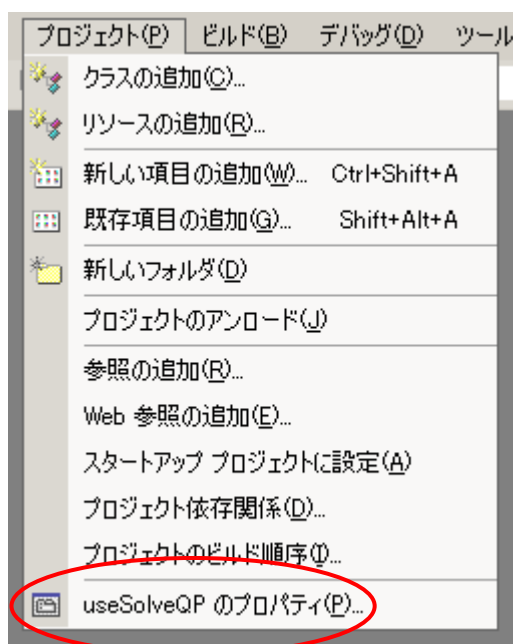 プロジェクト(P) ビルド(B) デバッグ(D) ツール
クラスの追加(C)...
リソースの追加(R)...
新しい項目の追加(W)... Ctrl+Shift+A
既存項目の追加(G)... Shift+Alt+A
新しいフォルダ(D)
プロジェクトのアンロード(J)
参照の追加(R)...
Web 参照の追加(E)...
スタートアップ プロジェクトに設定(A)
プロジェクト依存関係(D)...
プロジェクトのビルド順序(I)...
useSolveQP のプロパティ(P)...